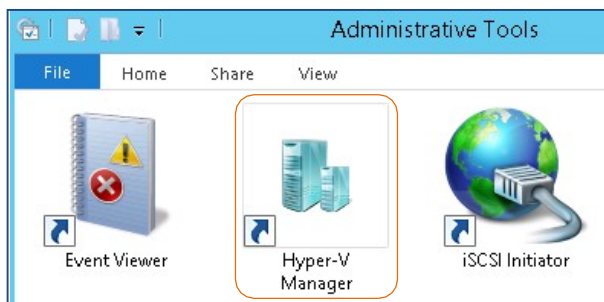 Administrative Tools
File Home Share View
Event Viewer Hyper-V Manager iSCSI Initiator